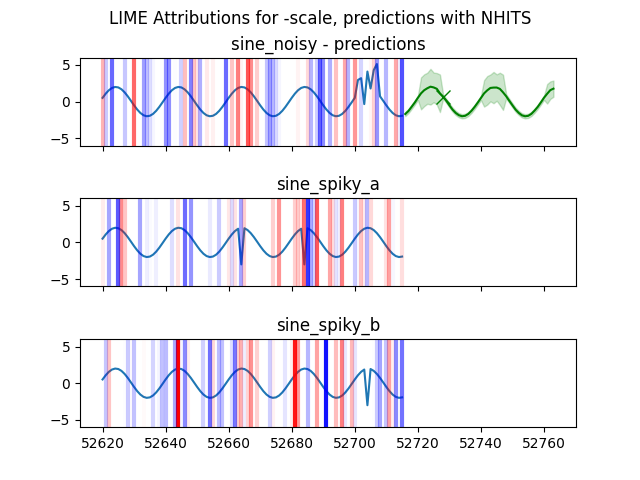 LIME Attributions for -scale, predictions with NHITS
sine_noisy - predictions
5
0
−5
sine_spiky_a
5
0
−5
sine_spiky_b
5
0
−5
52620 52640 52660 52680 52700 52720 52740 52760